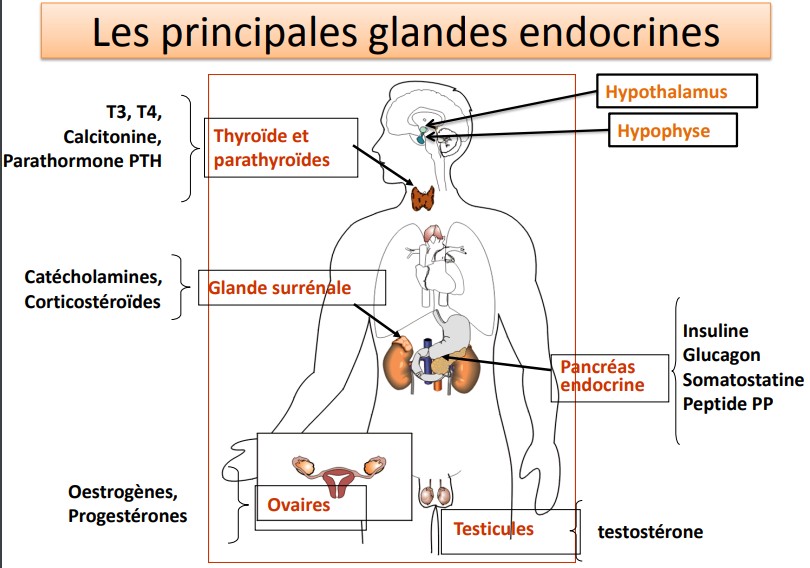 Les principales glandes endocrines
Hypothalamus
Hypophyse
T3, T4,
Calcitonine,
Parathormone PTH
Thyroïde et
parathyroïdes
Catécholamines,
Corticostéroïdes
Glande surrénale
Insuline
Glucagon
Somatostatine
Peptide PP
Pancréas
endocrine
Oestrogènes,
Progestérones
Ovaires
Testicules
testostérone